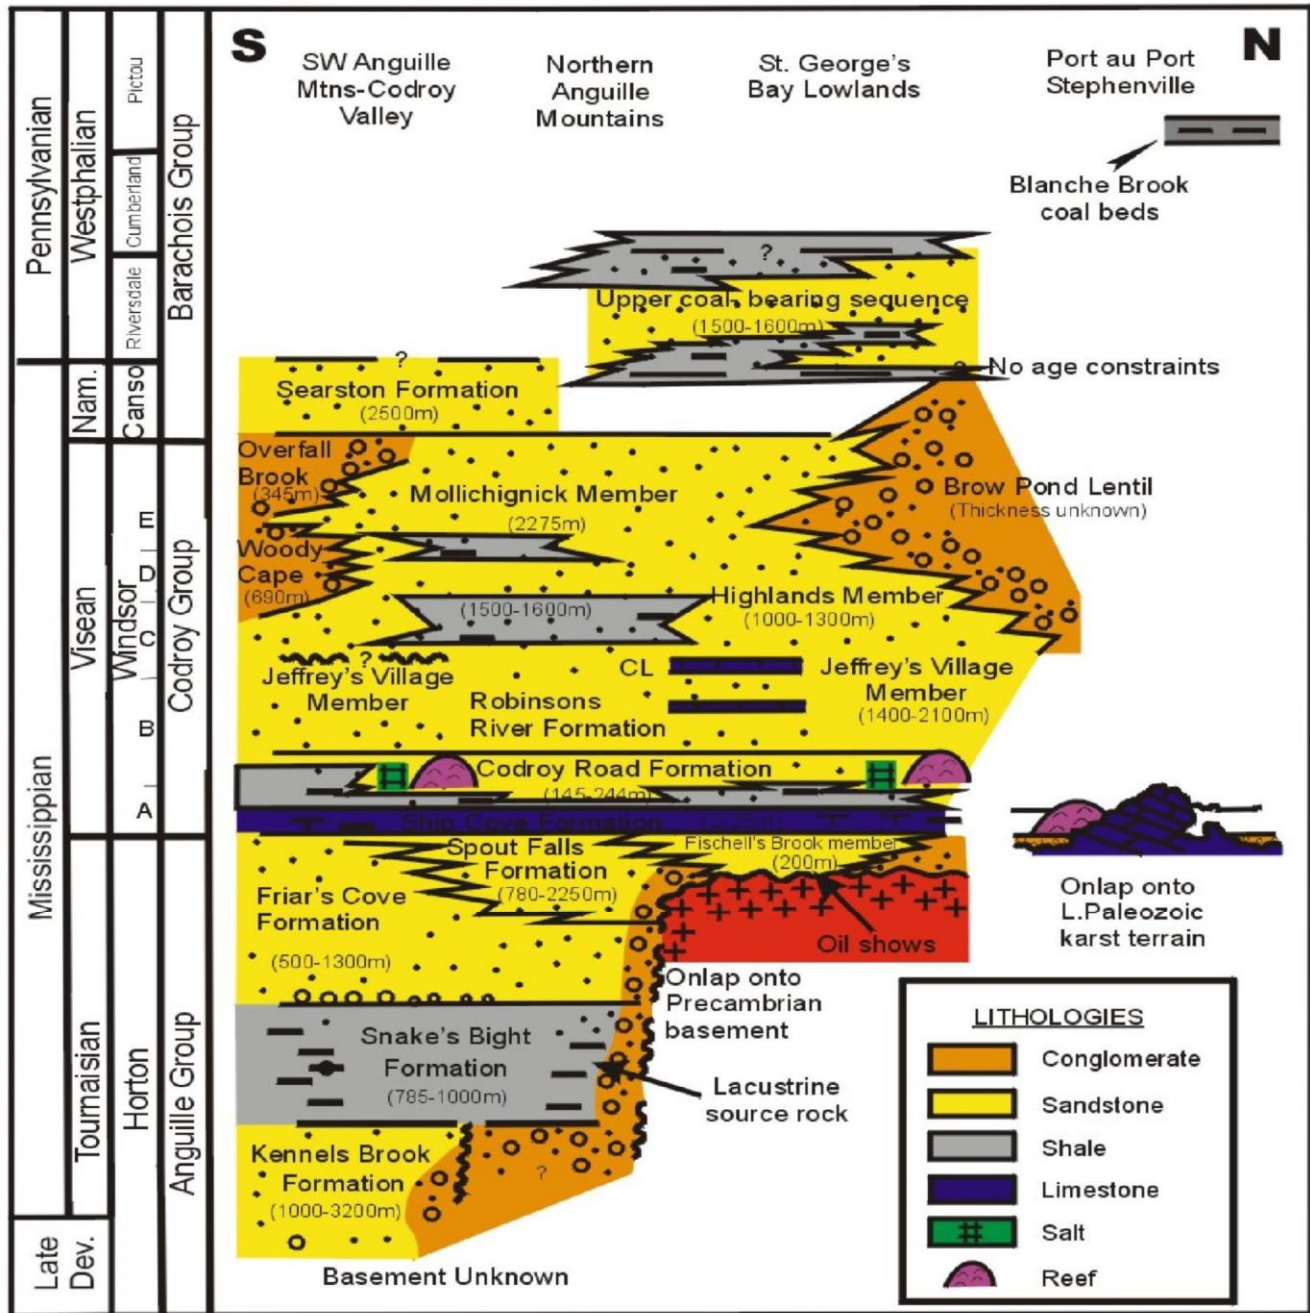 S
N
SW Anguille
Mtns-Codroy
Valley
Northern
Anguille
Mountains
St. George's
Bay Lowlands
Port au Port
Stephenville
Blanche Brook
coal beds
Pennsylvanian
Mississippian
Late
Dev.
Westphalian
Nam.
Visean
Tournaisian
Pictou
Cumberland
Riversdale
Canso
Windsor
E
D
C
B
A
Horton
Barachois Group
Codroy Group
Anguille Group
?
Upper coal bearing sequence
(1500-1600m)
?
Searston Formation
(2500m)
No age constraints
Overfall
Brook
(345m)
Mollichignick Member
(2275m)
Brow Pond Lentil
(Thickness unknown)
Woody
Cape
(690m)
(1500-1600m)
Highlands Member
(1000-1300m)
?
Jeffrey's Village
Member
CL
Robinsons
River Formation
Jeffrey's Village
Member
(1400-2100m)
Codroy Road Formation
(145-244m)
Ship Cove Formation
Spout Falls
Formation
(780-2250m)
Fischell's Brook member
(200m)
Friar's Cove
Formation
(500-1300m)
Oil shows
Onlap onto
L.Paleozoic
karst terrain
Onlap onto
Precambrian
basement
Snake's Bight
Formation
(785-1000m)
Lacustrine
source rock
Kennels Brook
Formation
(1000-3200m)
?
Basement Unknown
LITHOLOGIES
Conglomerate
Sandstone
Shale
Limestone
Salt
Reef